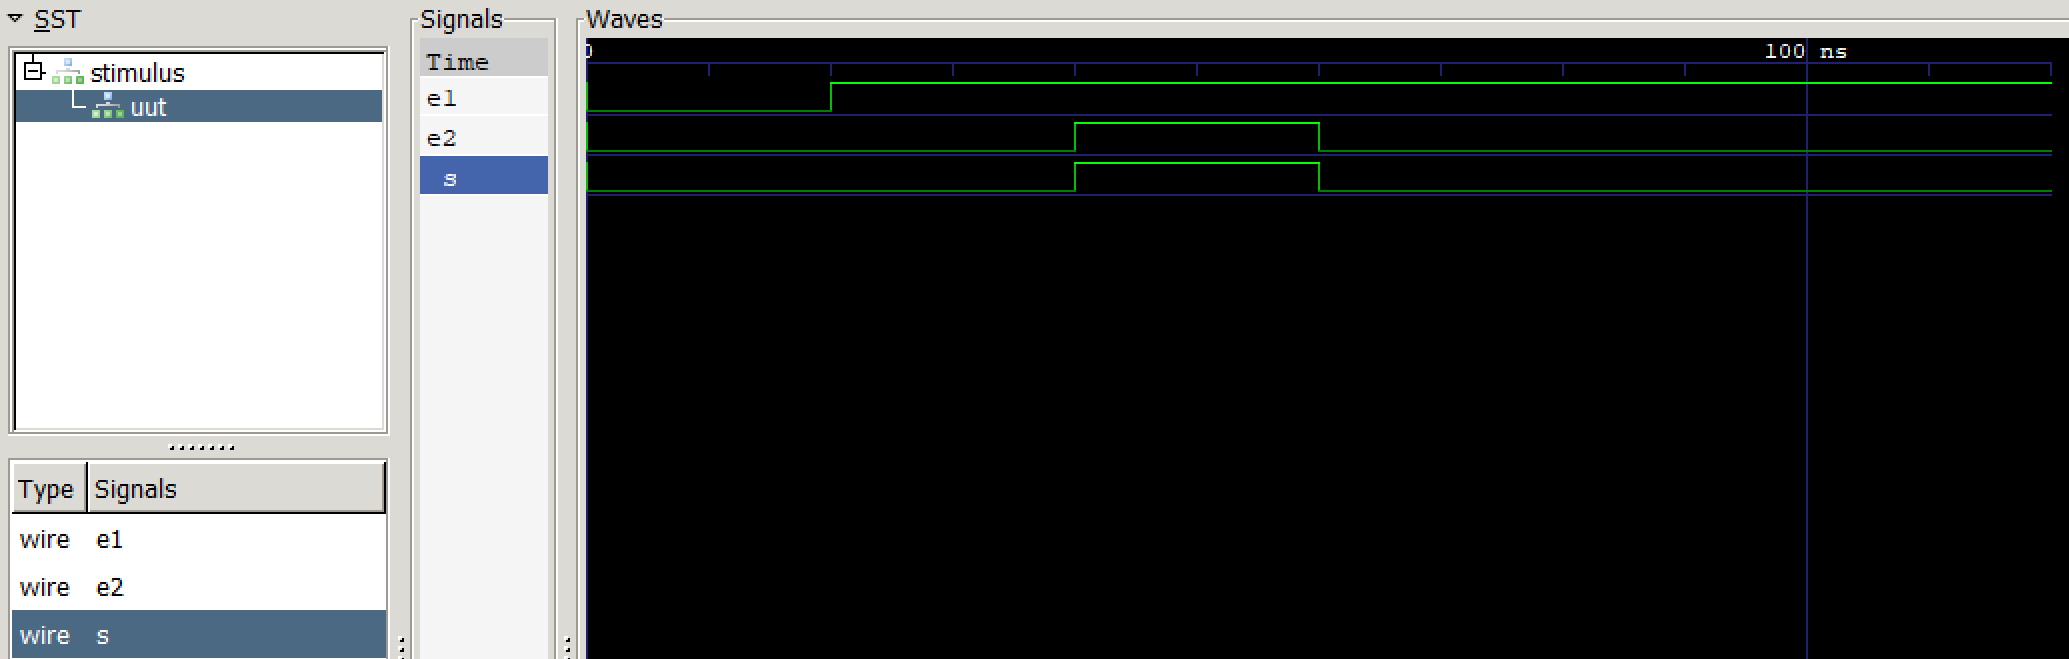 SST
stimulus
uut
Type Signals
wire e1
wire e2
wire s
Signals
Time
e1
e2
s
Waves
0 100 ns